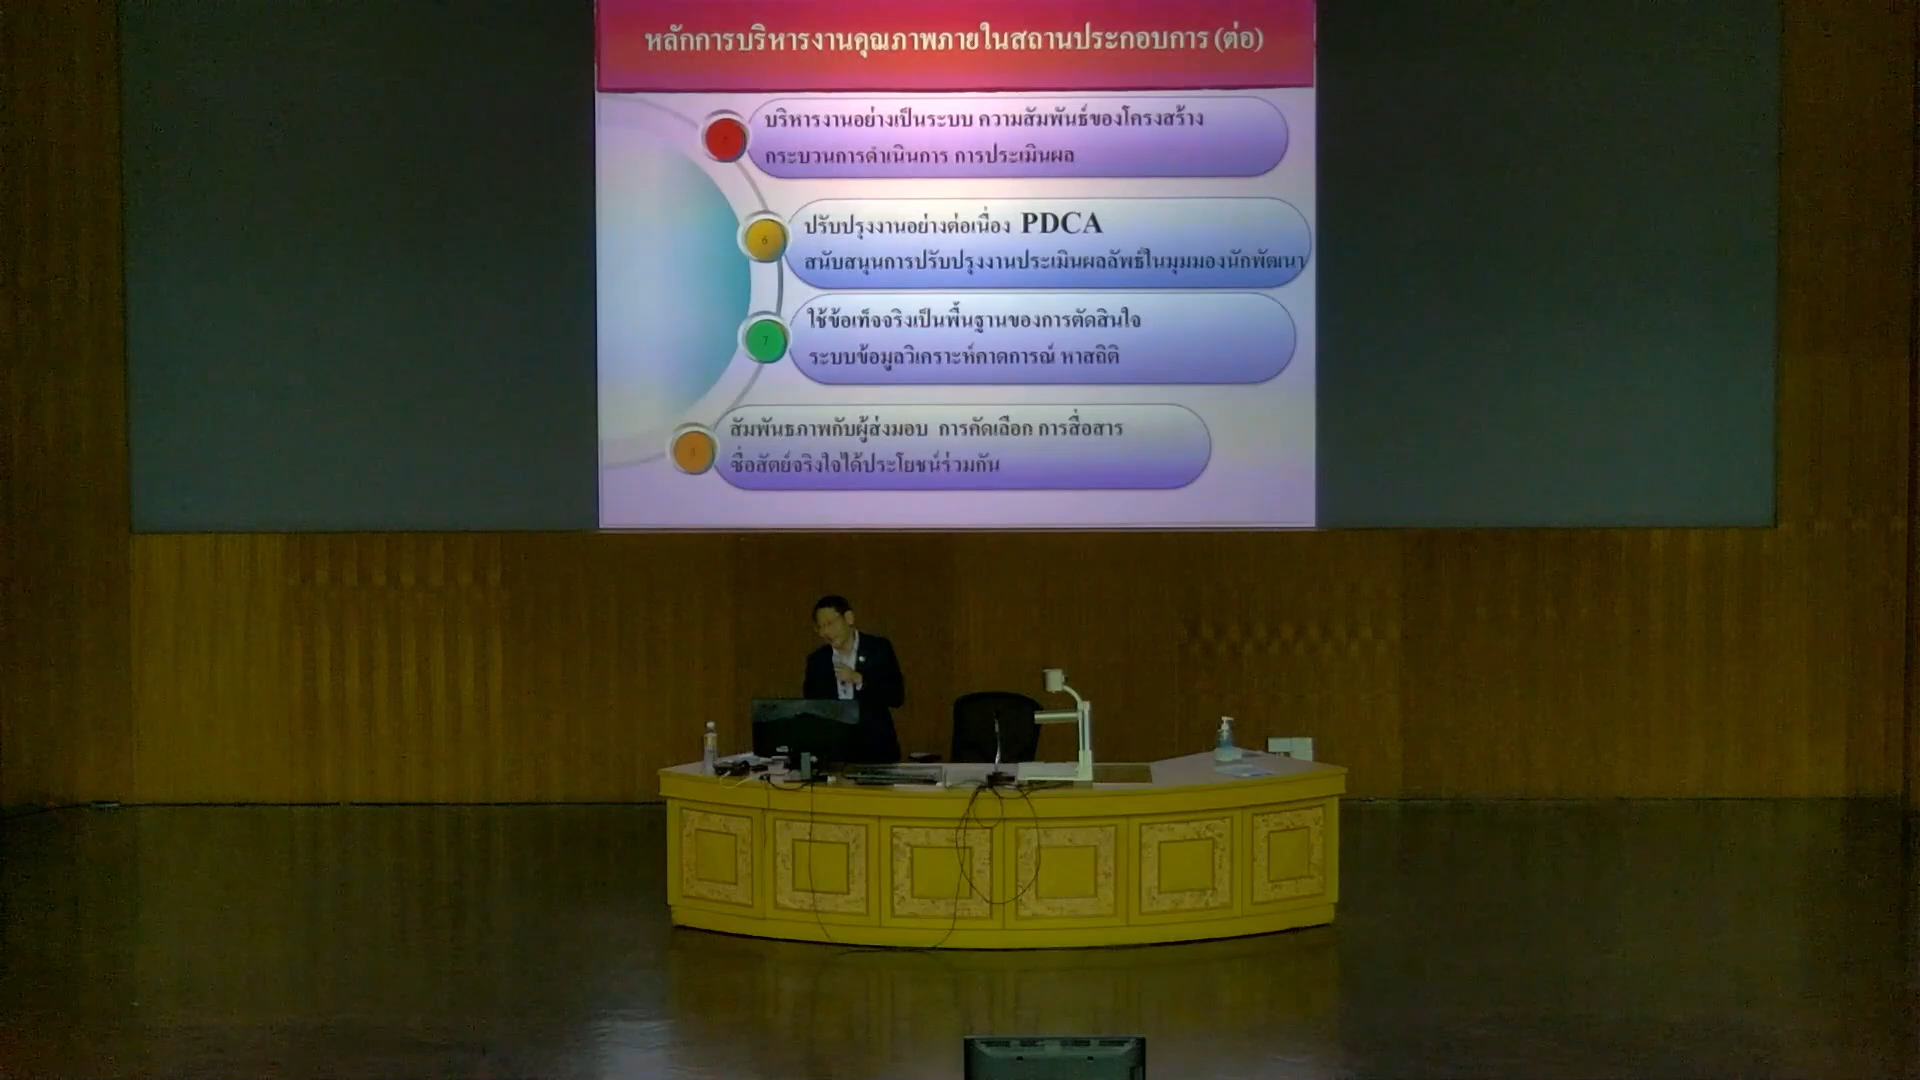 หลักการบริหารงานคุณภาพภายในสถานประกอบการ (ต่อ)
บริหารงานอย่างเป็นระบบ ความสัมพันธ์ของโครงสร้าง
กระบวนการดำเนินการ การประเมินผล
6
ปรับปรุงงานอย่างต่อเนื่อง PDCA
สนับสนุนการปรับปรุงงานประเมินผลลัพธ์ในมุมมองนักพัฒนา
7
ใช้ข้อเท็จจริงเป็นพื้นฐานของการตัดสินใจ
ระบบข้อมูลวิเคราะห์คาดการณ์ หาสถิติ
สัมพันธภาพกับผู้ส่งมอบ การคัดเลือก การสื่อสาร
ซื่อสัตย์จริงใจได้ประโยชน์ร่วมกัน